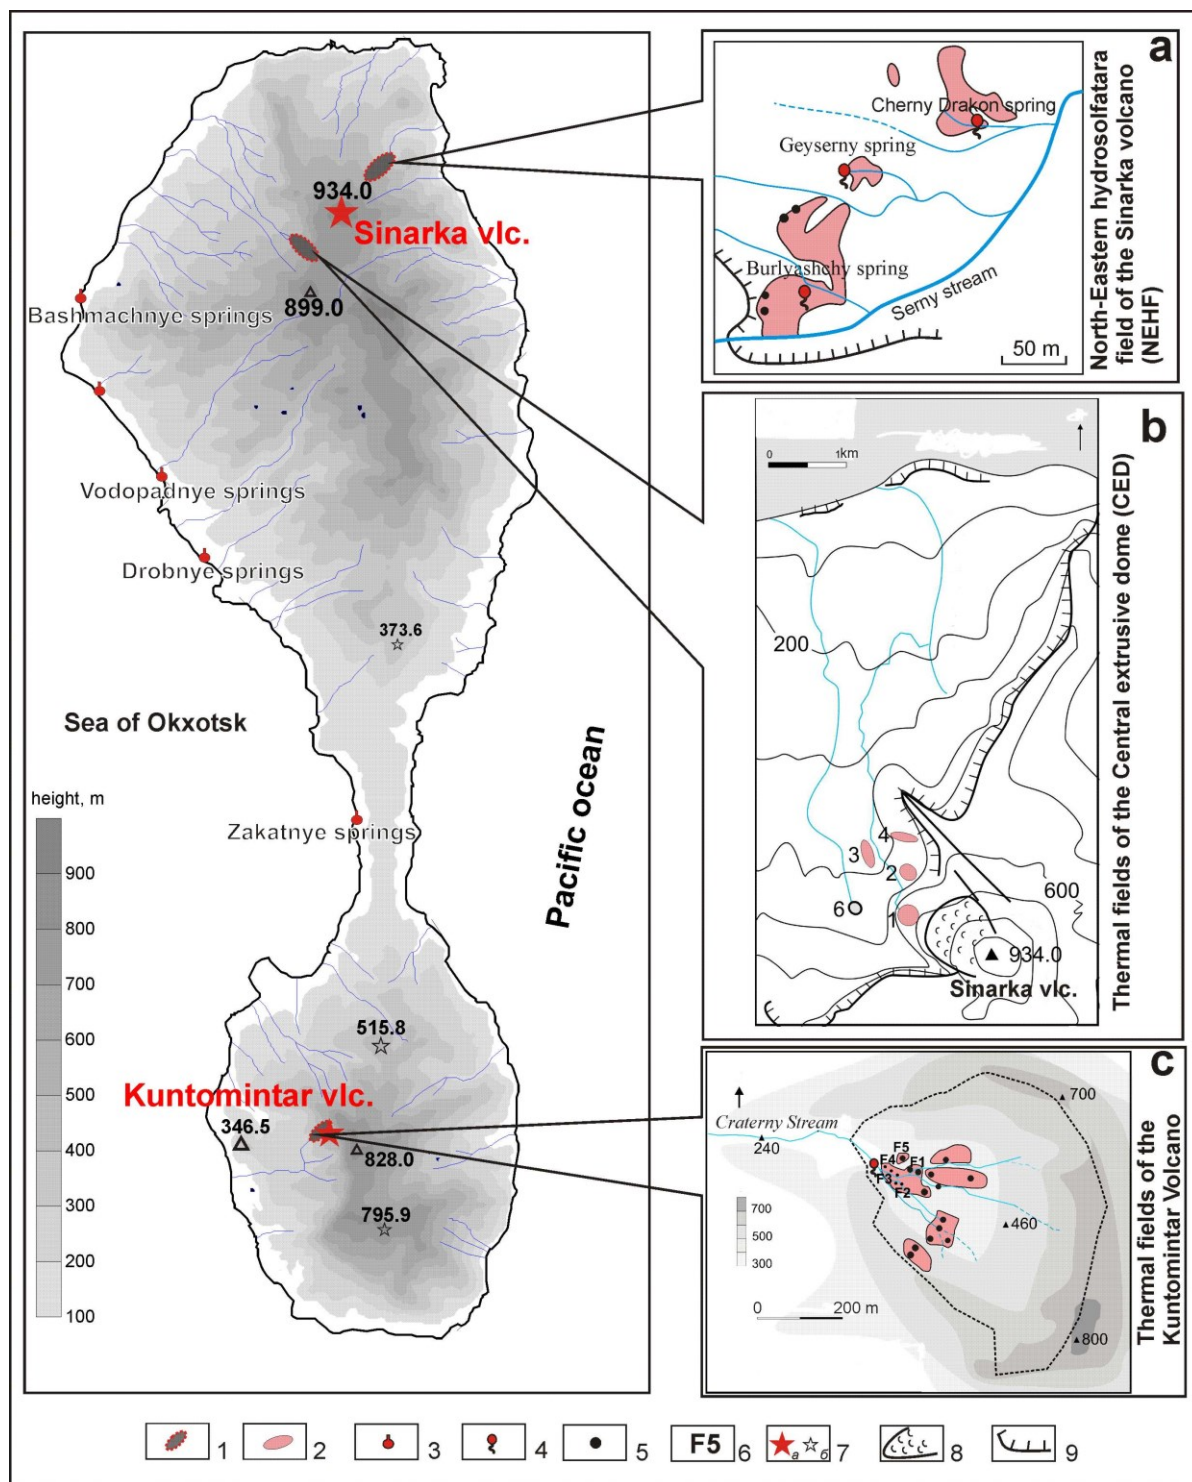 934.0
Sinarka vlc.
899.0
Bashmachnye springs
Vodopadnye springs
Drobnye springs
373.6
Sea of Okxotsk
Pacific ocean
height, m
900
800
700
600
500
400
300
200
100
Zakatnye springs
515.8
Kuntomintar vlc.
346.5
828.0
795.9
a
Cherny Drakon spring
Geyserny spring
Burlyashchy spring
Serny stream
50 m
North-Eastern hydrosolfatara
field of the Sinarka volcano
(NEHF)
b
0 1km
200
4
3
2
600
6
1
934.0
Sinarka vlc.
Thermal fields of the Central extrusive dome (CED)
c
700
Craterny Stream
240
F5
F4 F1
F3
F2
700
500
300
460
0 200 m
800
Thermal fields of the
Kuntomintar Volcano
1 2 3 4 5 F5 6 a б 7 8 9